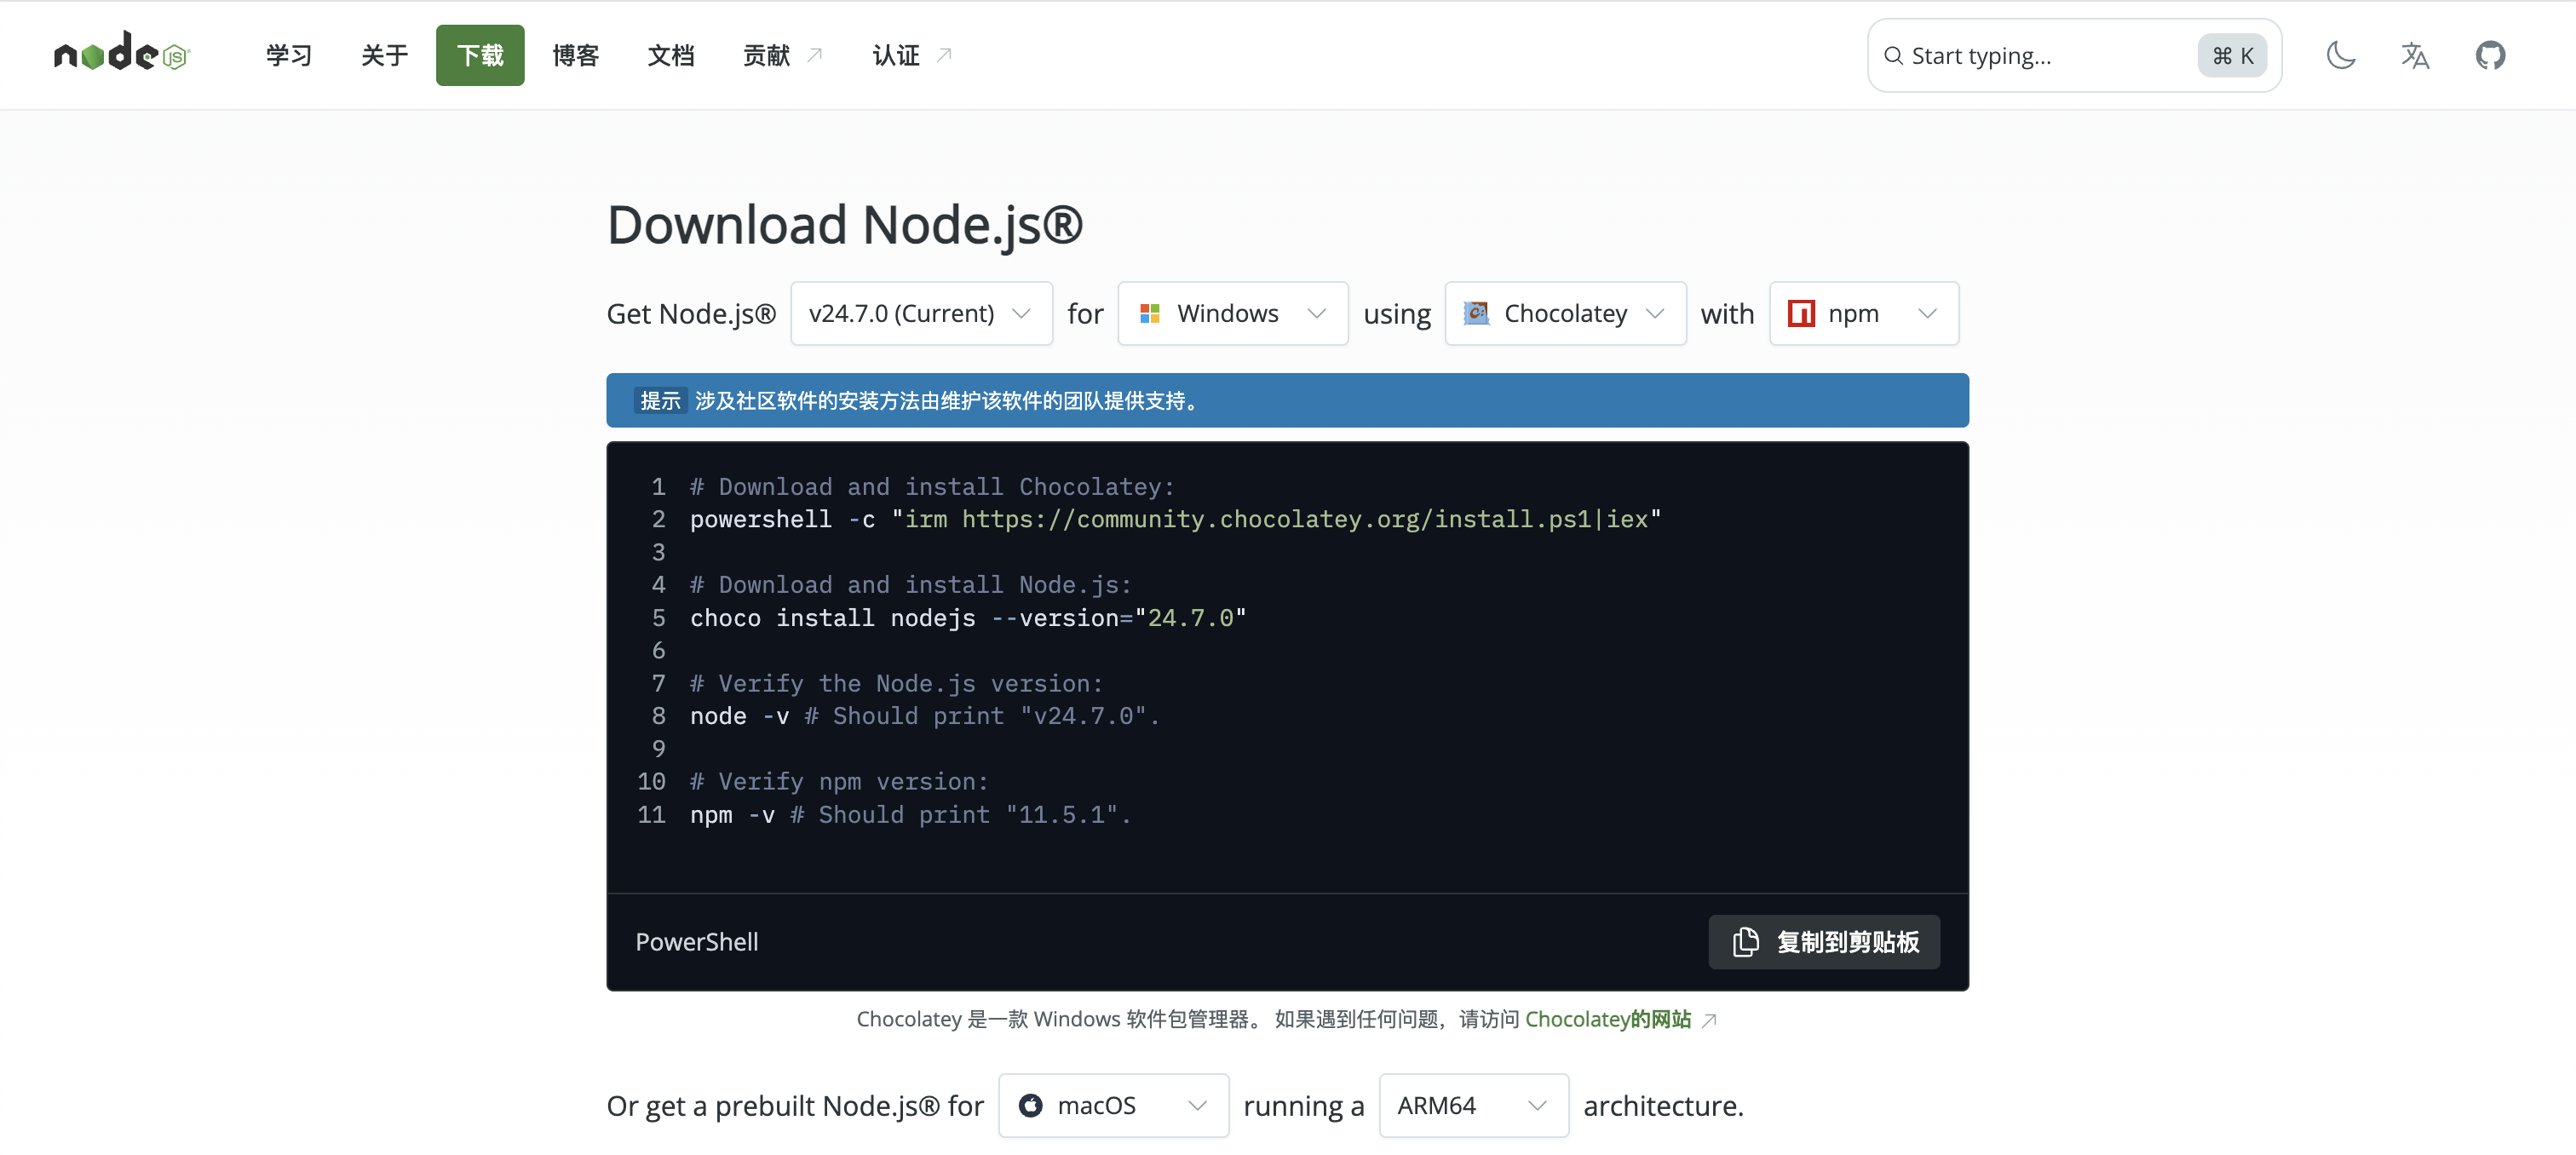 node JS
学习 关于 下载 博客 文档 贡献 认证 Start typing... ⌘ K
Download Node.js®
Get Node.js® v24.7.0 (Current) for Windows using Chocolatey with npm
提示 涉及社区软件的安装方法由维护该软件的团队提供支持。
1 # Download and install Chocolatey:
2 powershell -c "irm https://community.chocolatey.org/install.ps1|iex"
3
4 # Download and install Node.js:
5 choco install nodejs --version="24.7.0"
6
7 # Verify the Node.js version:
8 node -v # Should print "v24.7.0".
9
10 # Verify npm version:
11 npm -v # Should print "11.5.1".
PowerShell 复制到剪贴板
Chocolatey 是一款 Windows 软件包管理器。 如果遇到任何问题，请访问 Chocolatey的网站
Or get a prebuilt Node.js® for macOS running a ARM64 architecture.